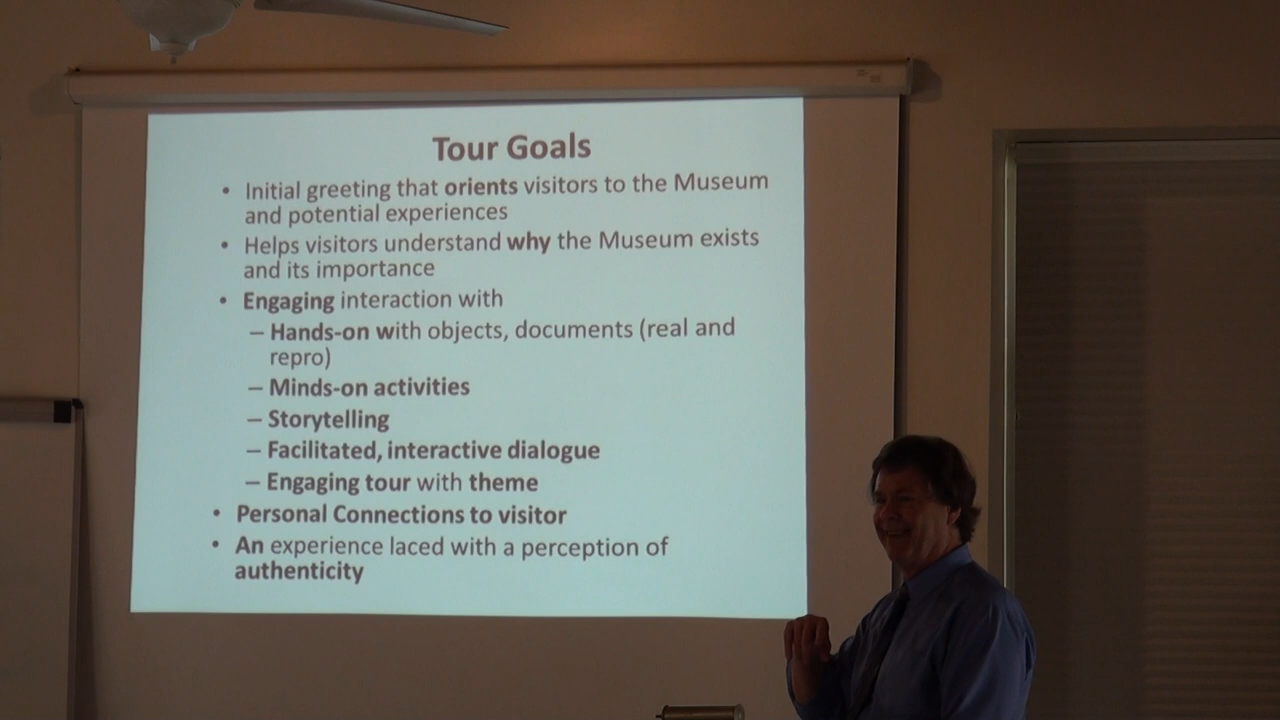 Tour Goals
• Initial greeting that orients visitors to the Museum
and potential experiences
• Helps visitors understand why the Museum exists
and its importance
• Engaging interaction with
– Hands-on with objects, documents (real and
repro)
– Minds-on activities
– Storytelling
– Facilitated, interactive dialogue
– Engaging tour with theme
• Personal Connections to visitor
• An experience laced with a perception of
authenticity